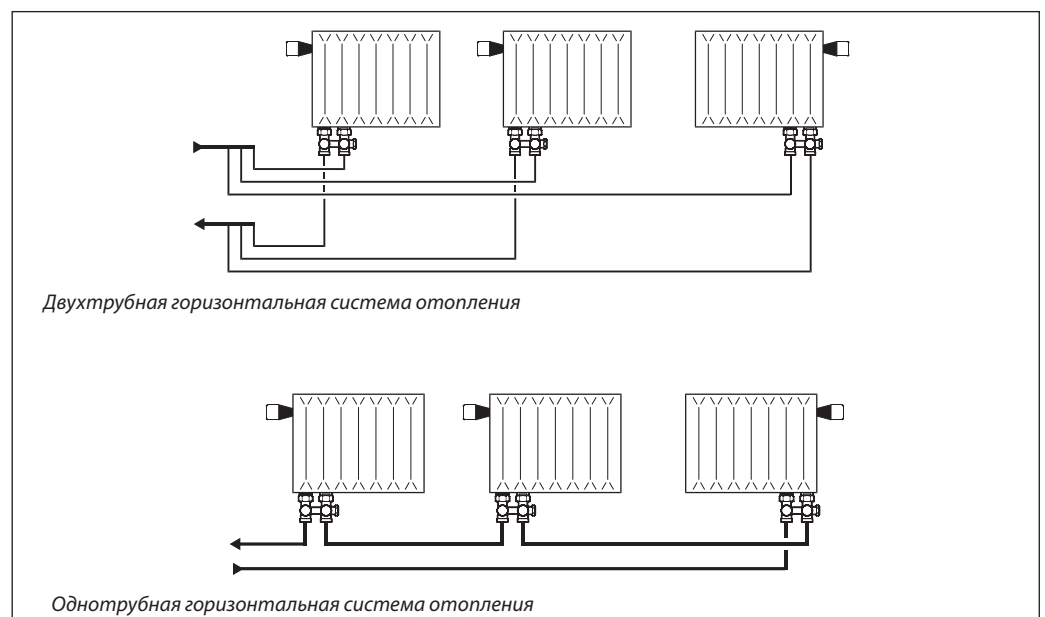 Двухтрубная горизонтальная система отопления
Однотрубная горизонтальная система отопления